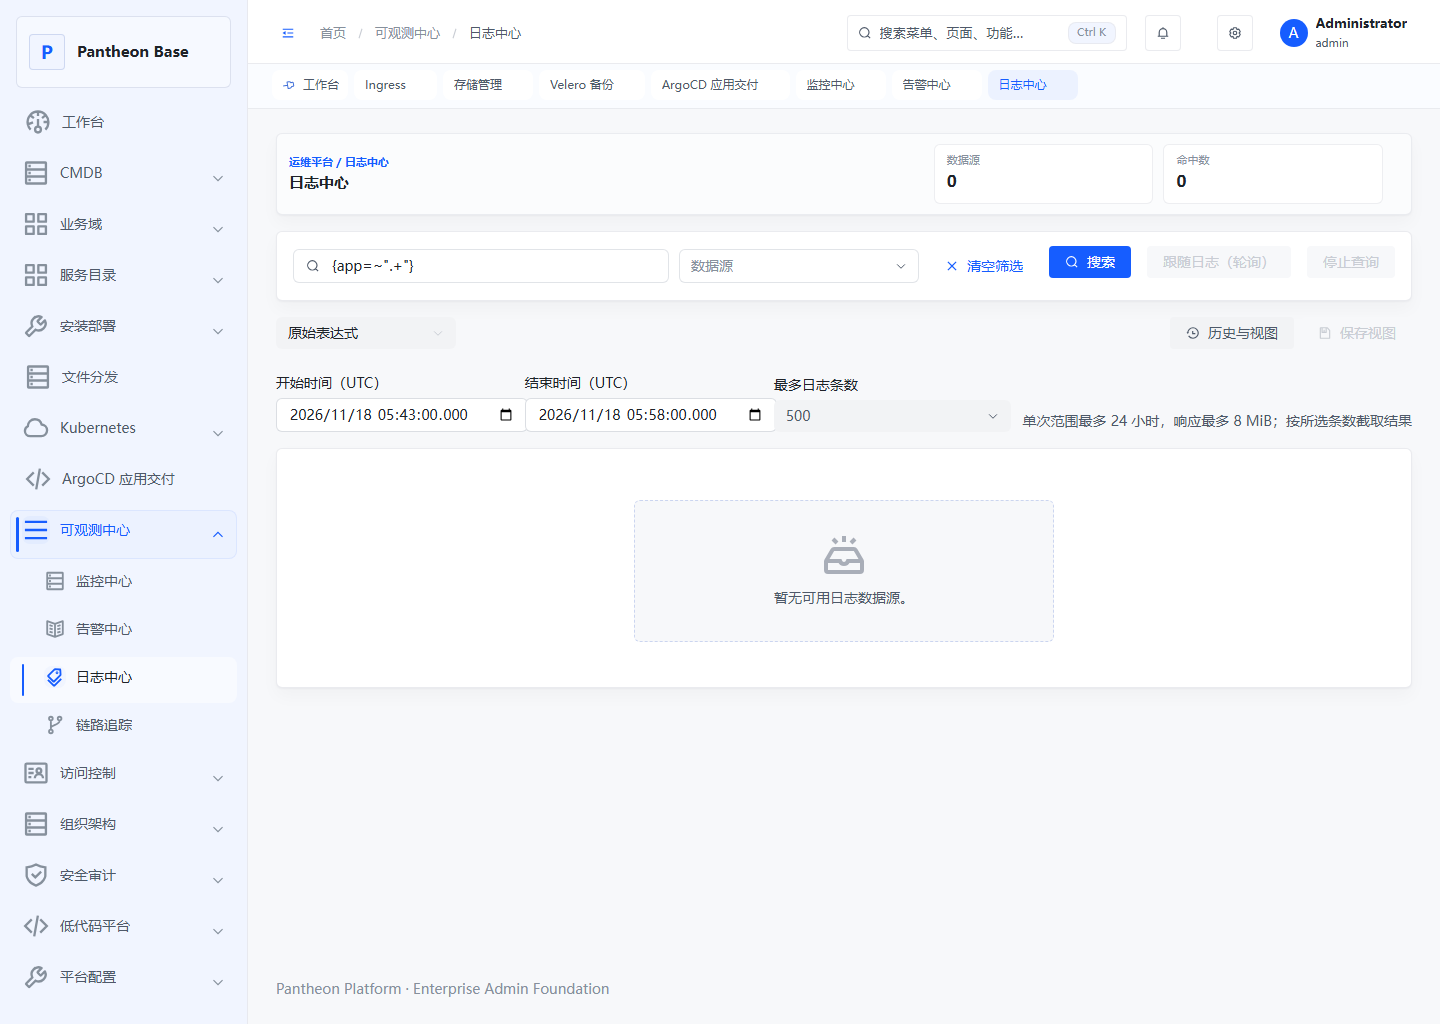 P
Pantheon Base
工作台
CMDB
业务域
服务目录
安装部署
文件分发
Kubernetes
ArgoCD 应用交付
可观测中心
监控中心
告警中心
日志中心
链路追踪
访问控制
组织架构
安全审计
低代码平台
平台配置
首页 / 可观测中心 / 日志中心
搜索菜单、页面、功能... Ctrl K
A
Administrator
admin
工作台 Ingress 存储管理 Velero 备份 ArgoCD 应用交付 监控中心 告警中心 日志中心
运维平台 / 日志中心
日志中心
数据源
0
命中数
0
{app=~".+"} 数据源 清空筛选 搜索 跟随日志（轮询） 停止查询
原始表达式 历史与视图 保存视图
开始时间（UTC） 结束时间（UTC） 最多日志条数
2026/11/18 05:43:00.000 2026/11/18 05:58:00.000 500 单次范围最多 24 小时，响应最多 8 MiB；按所选条数截取结果
暂无可用日志数据源。
Pantheon Platform · Enterprise Admin Foundation